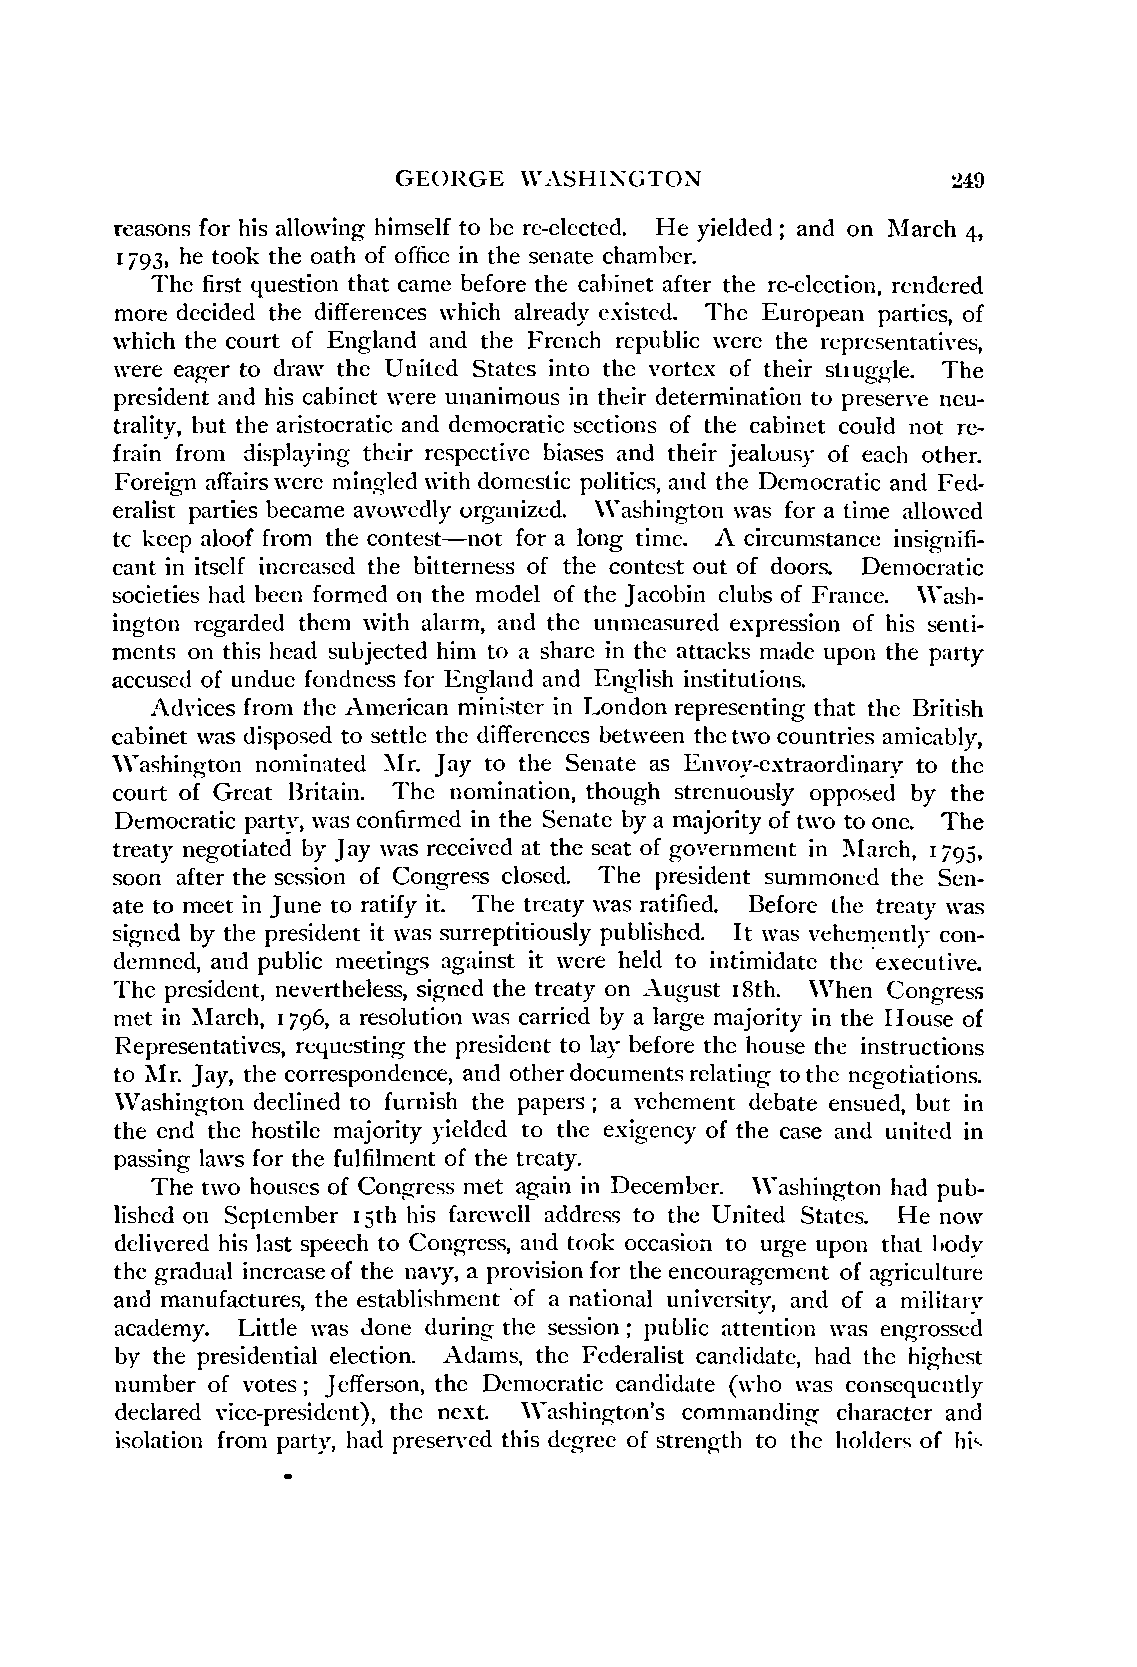 GEORGE WASHINGTON 249
reasons for his allowing himself to be re-elected. He yielded; and on March 4,
1793, he took the oath of office in the senate chamber.
The first question that came before the cabinet after the re-election, rendered
more decided the differences which already existed. The European parties, of
which the court of England and the French republic were the representatives,
were eager to draw the United States into the vortex of their struggle. The
president and his cabinet were unanimous in their determination to preserve neu-
trality, but the aristocratic and democratic sections of the cabinet could not re-
frain from displaying their respective biases and their jealousy of each other.
Foreign affairs were mingled with domestic politics, and the Democratic and Fed-
eralist parties became avowedly organized. Washington was for a time allowed
tc keep aloof from the contest—not for a long time. A circumstance insignifi-
cant in itself increased the bitterness of the contest out of doors. Democratic
societies had been formed on the model of the Jacobin clubs of France. Wash-
ington regarded them with alarm, and the unmeasured expression of his senti-
ments on this head subjected him to a share in the attacks made upon the party
accused of undue fondness for England and English institutions.
Advices from the American minister in London representing that the British
cabinet was disposed to settle the differences between the two countries amicably,
Washington nominated Mr. Jay to the Senate as Envoy-extraordinary to the
court of Great Britain. The nomination, though strenuously opposed by the
Democratic party, was confirmed in the Senate by a majority of two to one. The
treaty negotiated by Jay was received at the seat of government in March, 1795,
soon after the session of Congress closed. The president summoned the Sen-
ate to meet in June to ratify it. The treaty was ratified. Before the treaty was
signed by the president it was surreptitiously published. It was vehemently con-
demned, and public meetings against it were held to intimidate the executive.
The president, nevertheless, signed the treaty on August 18th. When Congress
met in March, 1796, a resolution was carried by a large majority in the House of
Representatives, requesting the president to lay before the house the instructions
to Mr. Jay, the correspondence, and other documents relating to the negotiations.
Washington declined to furnish the papers; a vehement debate ensued, but in
the end the hostile majority yielded to the exigency of the case and united in
passing laws for the fulfilment of the treaty.
The two houses of Congress met again in December. Washington had pub-
lished on September 15th his farewell address to the United States. He now
delivered his last speech to Congress, and took occasion to urge upon that body
the gradual increase of the navy, a provision for the encouragement of agriculture
and manufactures, the establishment of a national university, and of a military
academy. Little was done during the session; public attention was engrossed
by the presidential election. Adams, the Federalist candidate, had the highest
number of votes; Jefferson, the Democratic candidate (who was consequently
declared vice-president), the next. Washington's commanding character and
isolation from party, had preserved this degree of strength to the holders of his